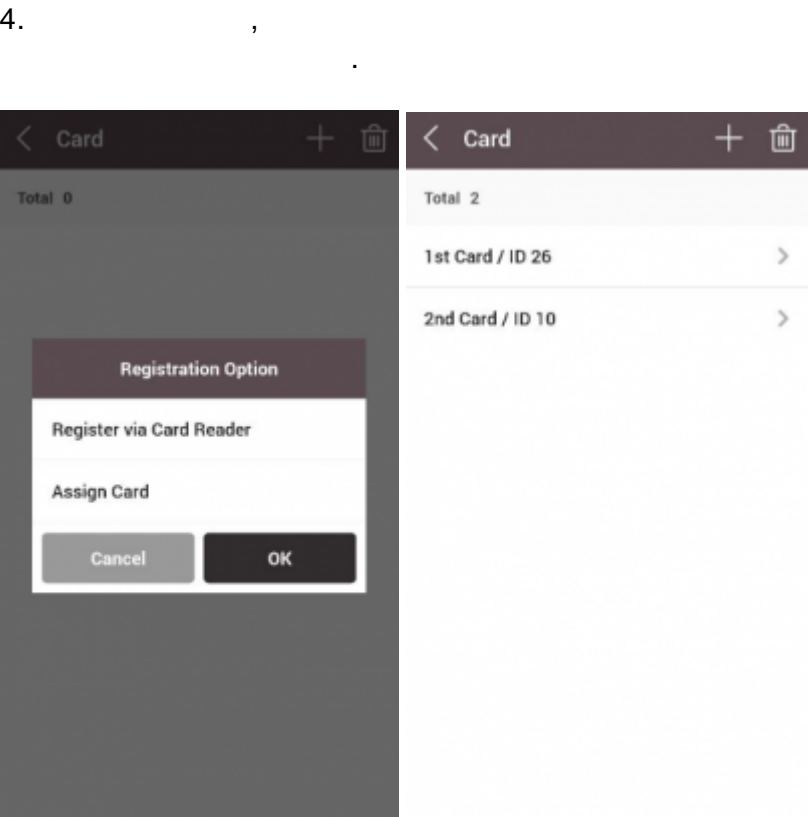 4. ,
.
Card
Total 0
Registration Option
Register via Card Reader
Assign Card
Cancel OK
Card
Total 2
1st Card / ID 26
2nd Card / ID 10